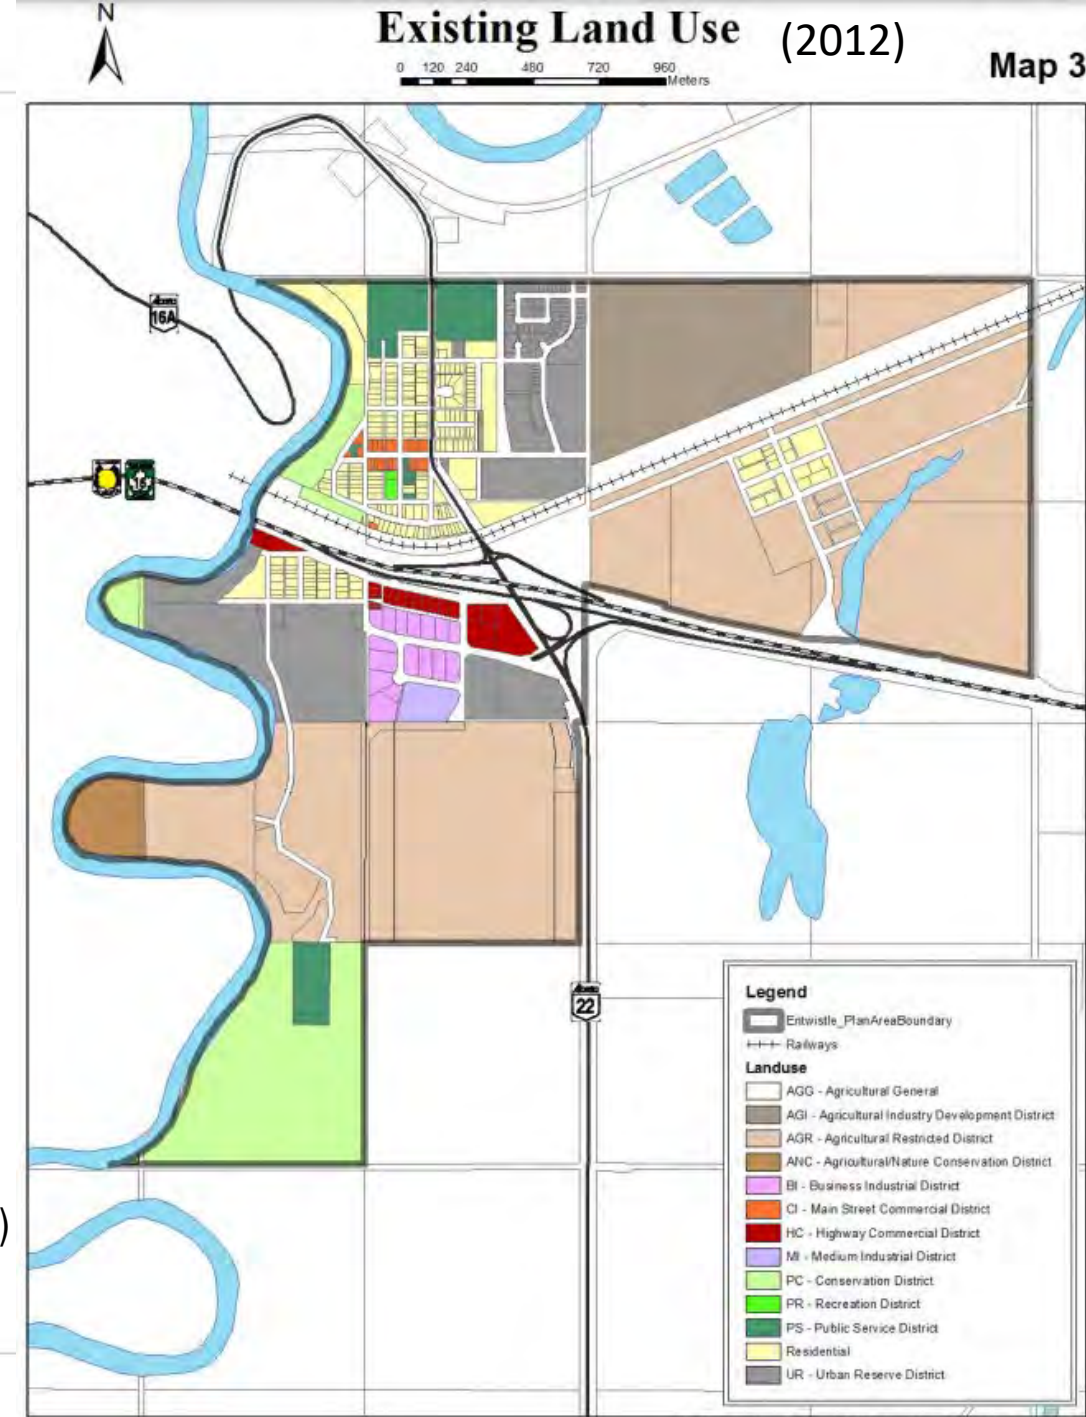 N
Existing Land Use (2012)
Map 3
0 120 240 480 720 960
Meters
16A
16
22
)
Legend
Entwistle_PlanAreaBoundary
Railways
Landuse
AGG - Agricultural General
AGI - Agricultural Industry Development District
AGR - Agricultural Restricted District
ANC - Agricultural/Nature Conservation District
BI - Business Industrial District
CI - Main Street Commercial District
HC - Highway Commercial District
MI - Medium Industrial District
PC - Conservation District
PR - Recreation District
PS - Public Service District
Residential
UR - Urban Reserve District